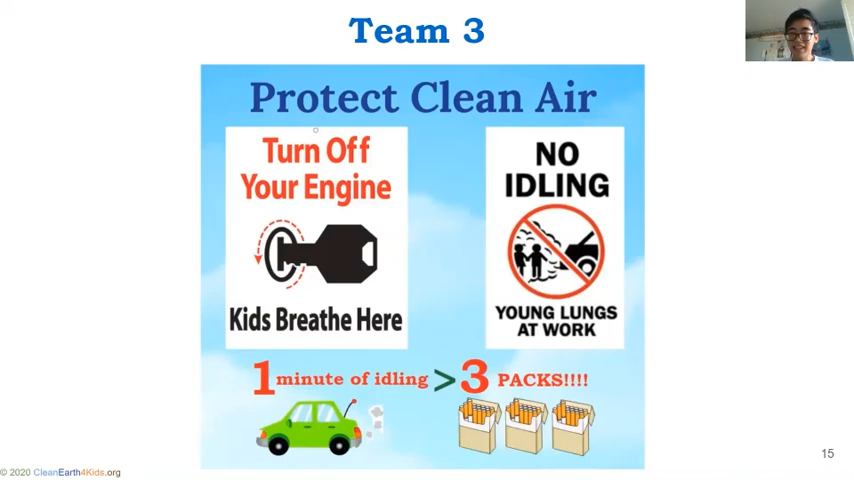 Team 3
Protect Clean Air
Turn Off
Your Engine
Kids Breathe Here
NO
IDLING
YOUNG LUNGS
AT WORK
1 minute of idling > 3 PACKS!!!!
15
© 2020 CleanEarth4Kids.org